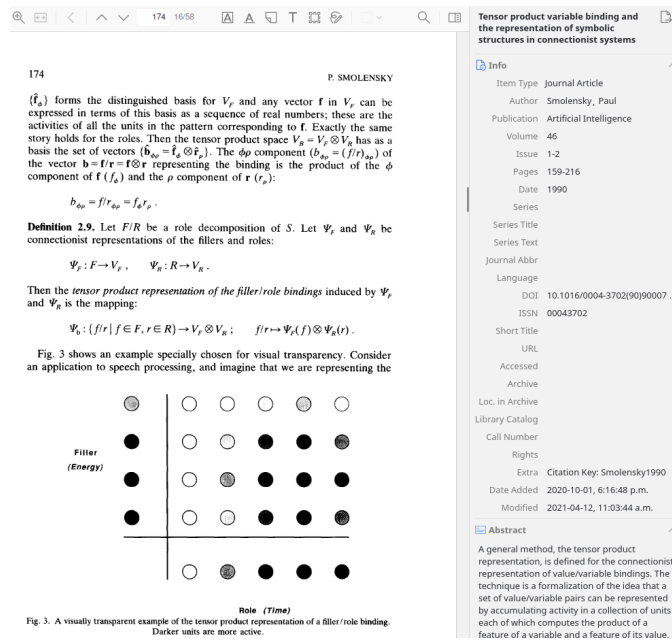 174 16/58
174 P. SMOLENSKY
{f̂ϕ} forms the distinguished basis for V_F and any vector f in V_F can be
expressed in terms of this basis as a sequence of real numbers; these are the
activities of all the units in the pattern corresponding to f. Exactly the same
story holds for the roles. Then the tensor product space V_B = V_F ⊗ V_R has as a
basis the set of vectors {b̂_ϕρ = f̂_ϕ ⊗ r̂_ρ}. The ϕρ component (b_ϕρ = (f/r)_ϕρ) of
the vector b = f/r = f ⊗ r representing the binding is the product of the ϕ
component of f (f_ϕ) and the ρ component of r (r_ρ):
b_ϕρ = f/r_ϕρ = f_ϕ r_ρ .
Definition 2.9. Let F/R be a role decomposition of S. Let Ψ_F and Ψ_R be
connectionist representations of the fillers and roles:
Ψ_F : F → V_F , Ψ_R : R → V_R .
Then the tensor product representation of the filler/role bindings induced by Ψ_F
and Ψ_R is the mapping:
Ψ_b : {f/r | f ∈ F, r ∈ R} → V_F ⊗ V_R ; f/r ↦ Ψ_F(f) ⊗ Ψ_R(r) .
Fig. 3 shows an example specially chosen for visual transparency. Consider
an application to speech processing, and imagine that we are representing the
Filler
(Energy)
Role (Time)
Fig. 3. A visually transparent example of the tensor product representation of a filler/role binding.
Darker units are more active.
Tensor product variable binding and
the representation of symbolic
structures in connectionist systems
Info
Item Type Journal Article
Author Smolensky, Paul
Publication Artificial Intelligence
Volume 46
Issue 1-2
Pages 159-216
Date 1990
Series
Series Title
Series Text
Journal Abbr
Language
DOI 10.1016/0004-3702(90)90007
ISSN 00043702
Short Title
URL
Accessed
Archive
Loc. in Archive
Library Catalog
Call Number
Rights
Extra Citation Key: Smolensky1990
Date Added 2020-10-01, 6:16:48 p.m.
Modified 2021-04-12, 11:03:44 a.m.
Abstract
A general method, the tensor product
representation, is defined for the connectionist
representation of value/variable bindings. The
technique is a formalization of the idea that a
set of value/variable pairs can be represented
by accumulating activity in a collection of units
each of which computes the product of a
feature of a variable and a feature of its value.